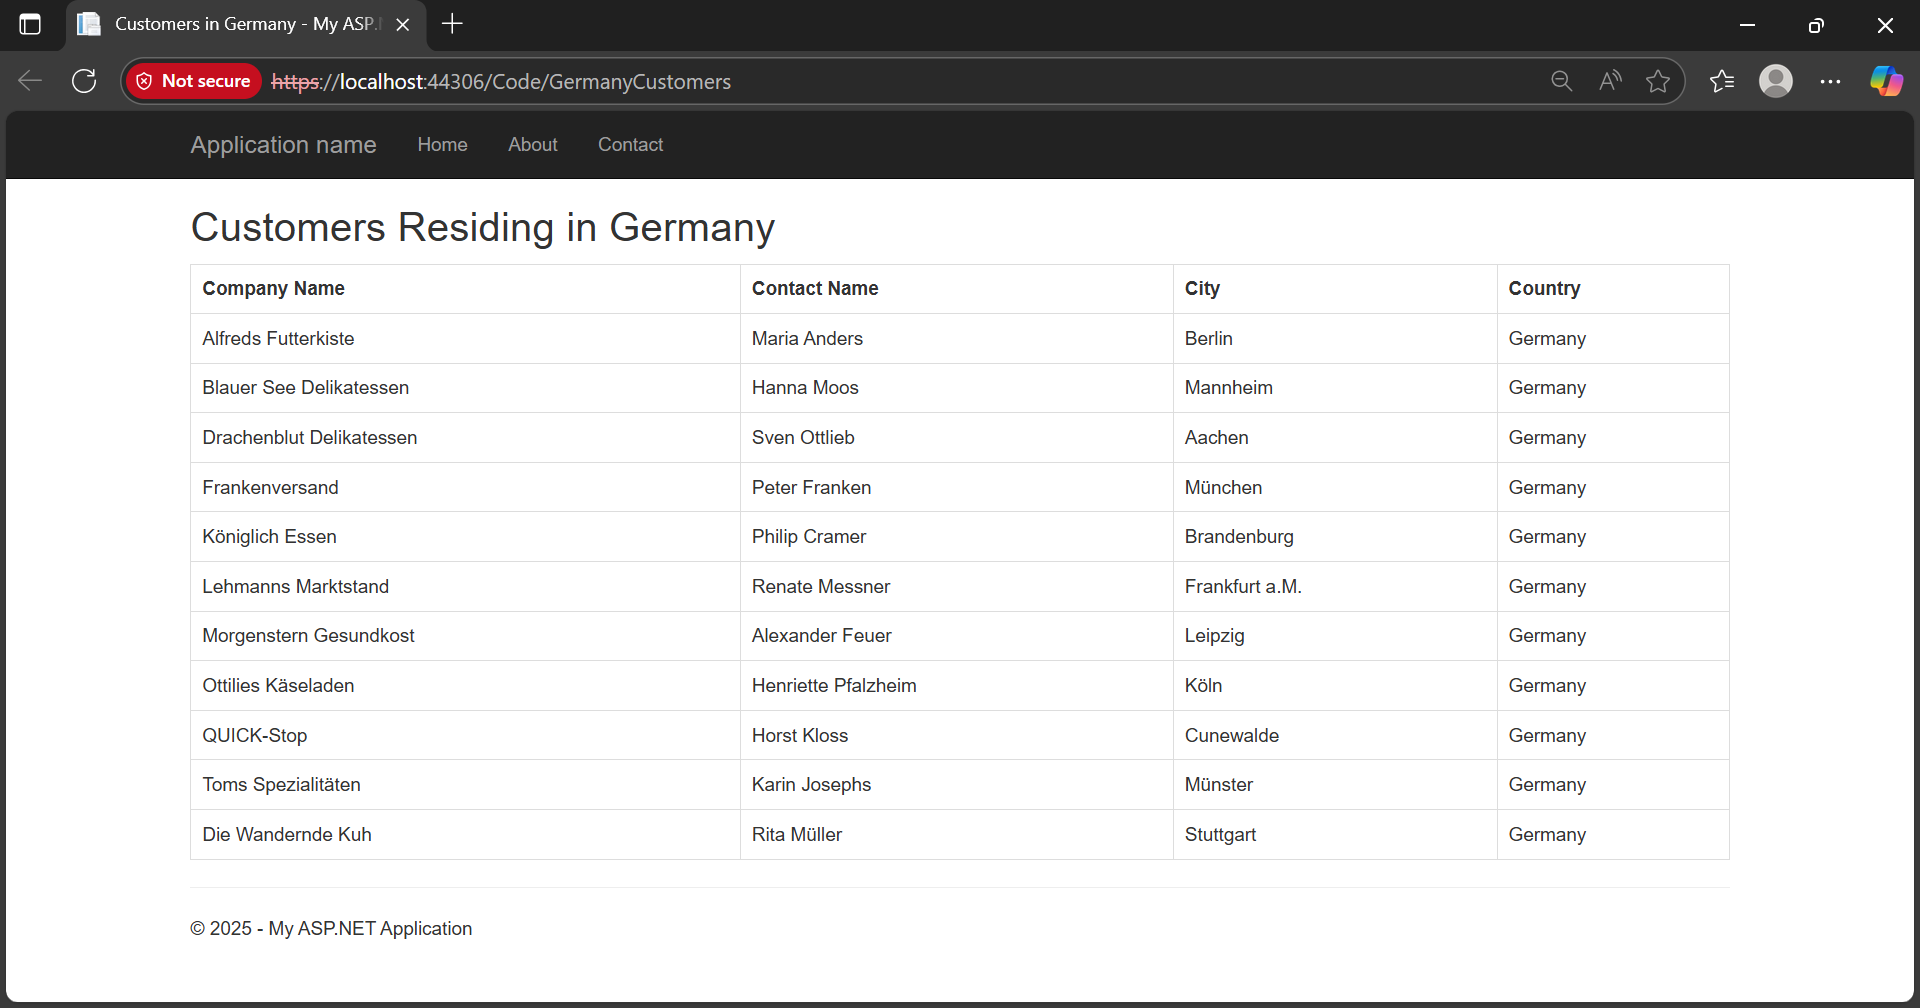 Customers in Germany - My ASP.
Not secure https://localhost:44306/Code/GermanyCustomers
Application name Home About Contact
Customers Residing in Germany
Company Name Contact Name City Country
Alfreds Futterkiste Maria Anders Berlin Germany
Blauer See Delikatessen Hanna Moos Mannheim Germany
Drachenblut Delikatessen Sven Ottlieb Aachen Germany
Frankenversand Peter Franken München Germany
Königlich Essen Philip Cramer Brandenburg Germany
Lehmanns Marktstand Renate Messner Frankfurt a.M. Germany
Morgenstern Gesundkost Alexander Feuer Leipzig Germany
Ottilies Käseladen Henriette Pfalzheim Köln Germany
QUICK-Stop Horst Kloss Cunewalde Germany
Toms Spezialitäten Karin Josephs Münster Germany
Die Wandernde Kuh Rita Müller Stuttgart Germany
© 2025 - My ASP.NET Application